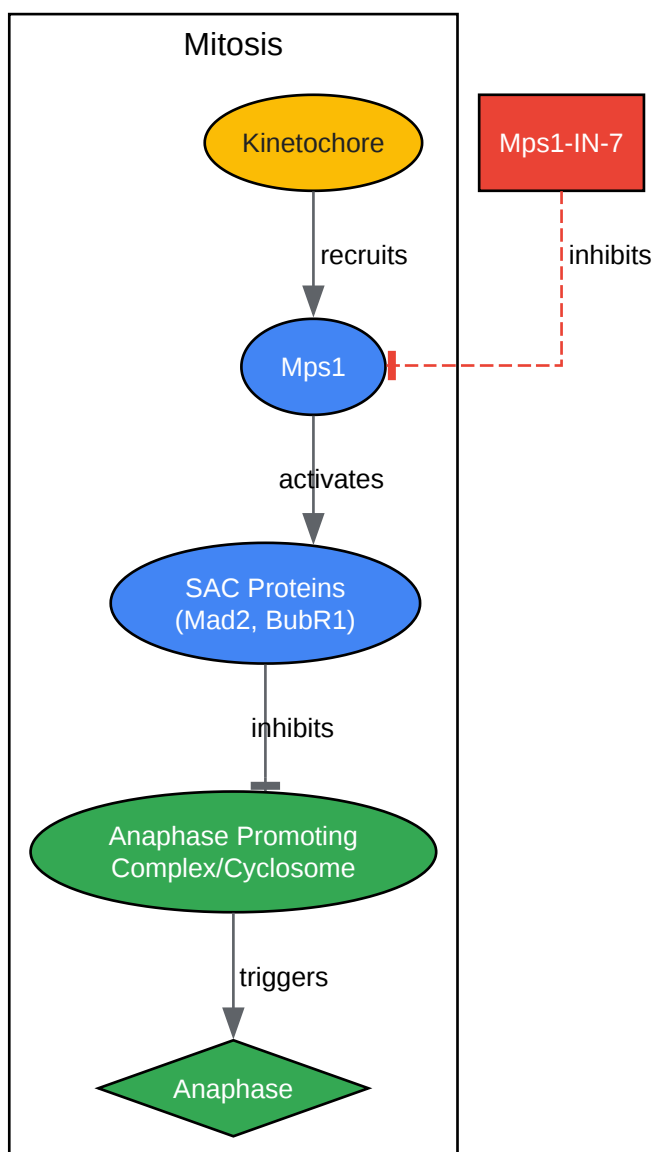 Mitosis
Kinetochore
Mps1-IN-7
recruits
inhibits
Mps1
activates
SAC Proteins
(Mad2, BubR1)
inhibits
Anaphase Promoting
Complex/Cyclosome
triggers
Anaphase